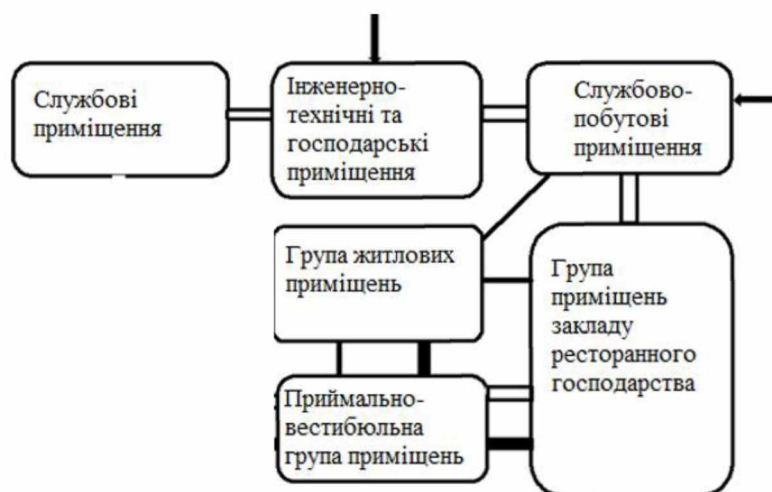 Службові
приміщення
Інженерно-
технічні та
господарські
приміщення
Службово-
побутові
приміщення
Група житлових
приміщень
Група
приміщень
закладу
ресторанного
господарства
Приймально-
вестибюльна
група приміщень